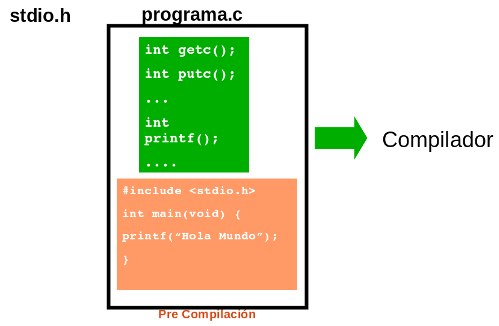 stdio.h
programa.c
int getc();
int putc();
...
int
printf();
....
Compilador
#include <stdio.h>
int main(void) {
printf(“Hola Mundo”);
}
Pre Compilación